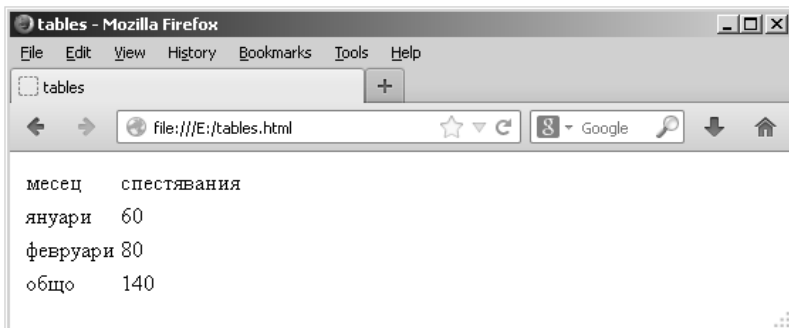 tables - Mozilla Firefox
File Edit View History Bookmarks Tools Help
tables +
file:///E:/tables.html 8 Google
месец спестявания
януари 60
февруари 80
общо 140